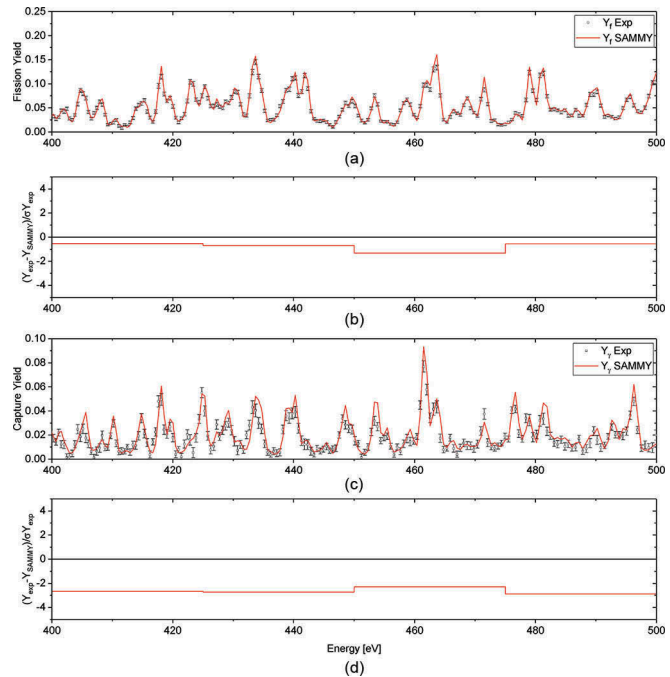 0.25
0.20
0.15
0.10
0.05
0.00
Fission Yield
Y_f Exp
Y_f SAMMY
400 420 440 460 480 500
(a)
4
2
0
-2
-4
(Y_exp-Y_SAMMY)/σY_exp
400 420 440 460 480 500
(b)
0.10
0.08
0.06
0.04
0.02
0.00
Capture Yield
Y_γ Exp
Y_γ SAMMY
400 420 440 460 480 500
(c)
4
2
0
-2
-4
(Y_exp-Y_SAMMY)/σY_exp
400 420 440 460 480 500
Energy [eV]
(d)